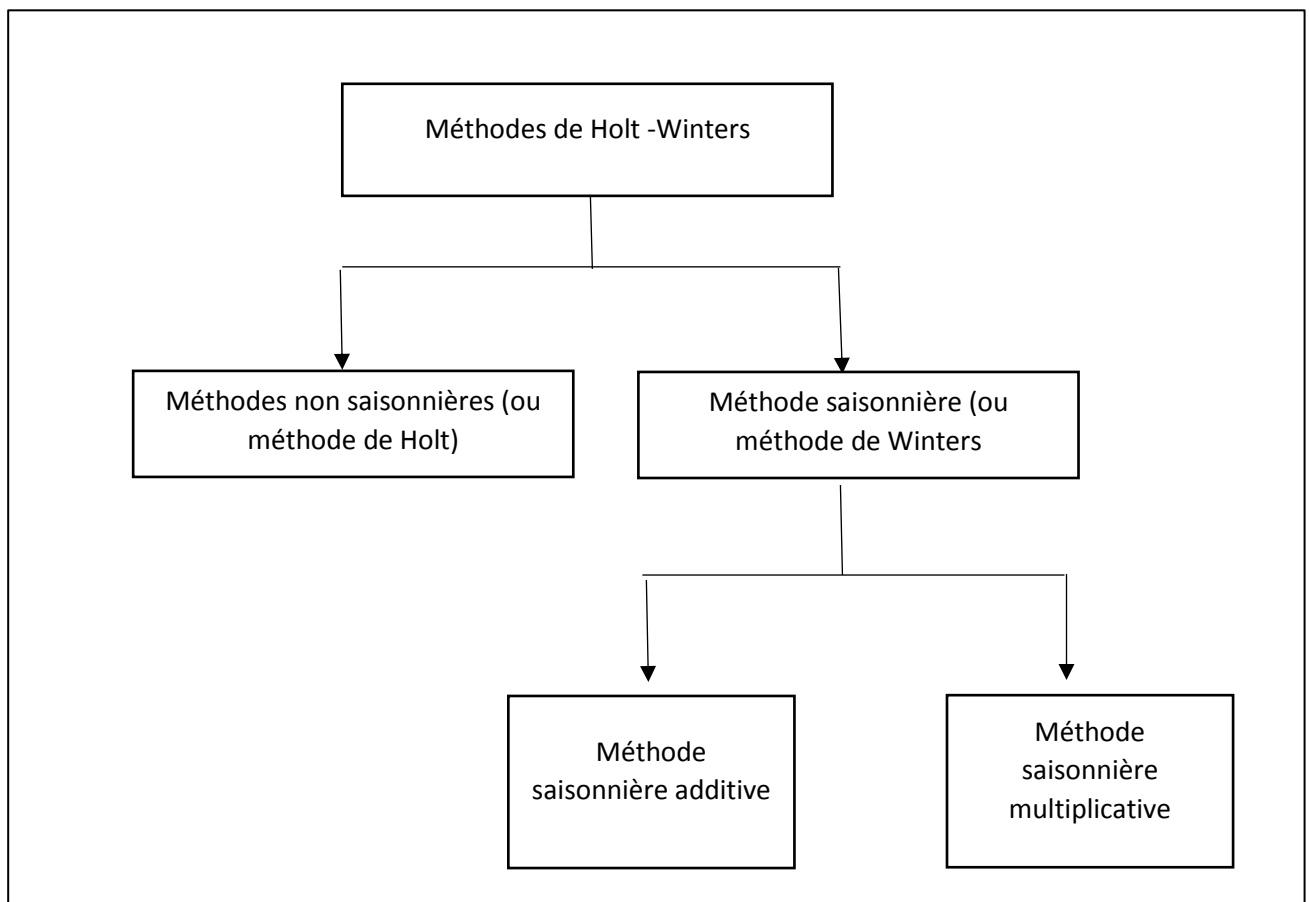 Méthodes de Holt -Winters
Méthodes non saisonnières (ou
méthode de Holt)
Méthode saisonnière (ou
méthode de Winters
Méthode
saisonnière additive
Méthode
saisonnière
multiplicative